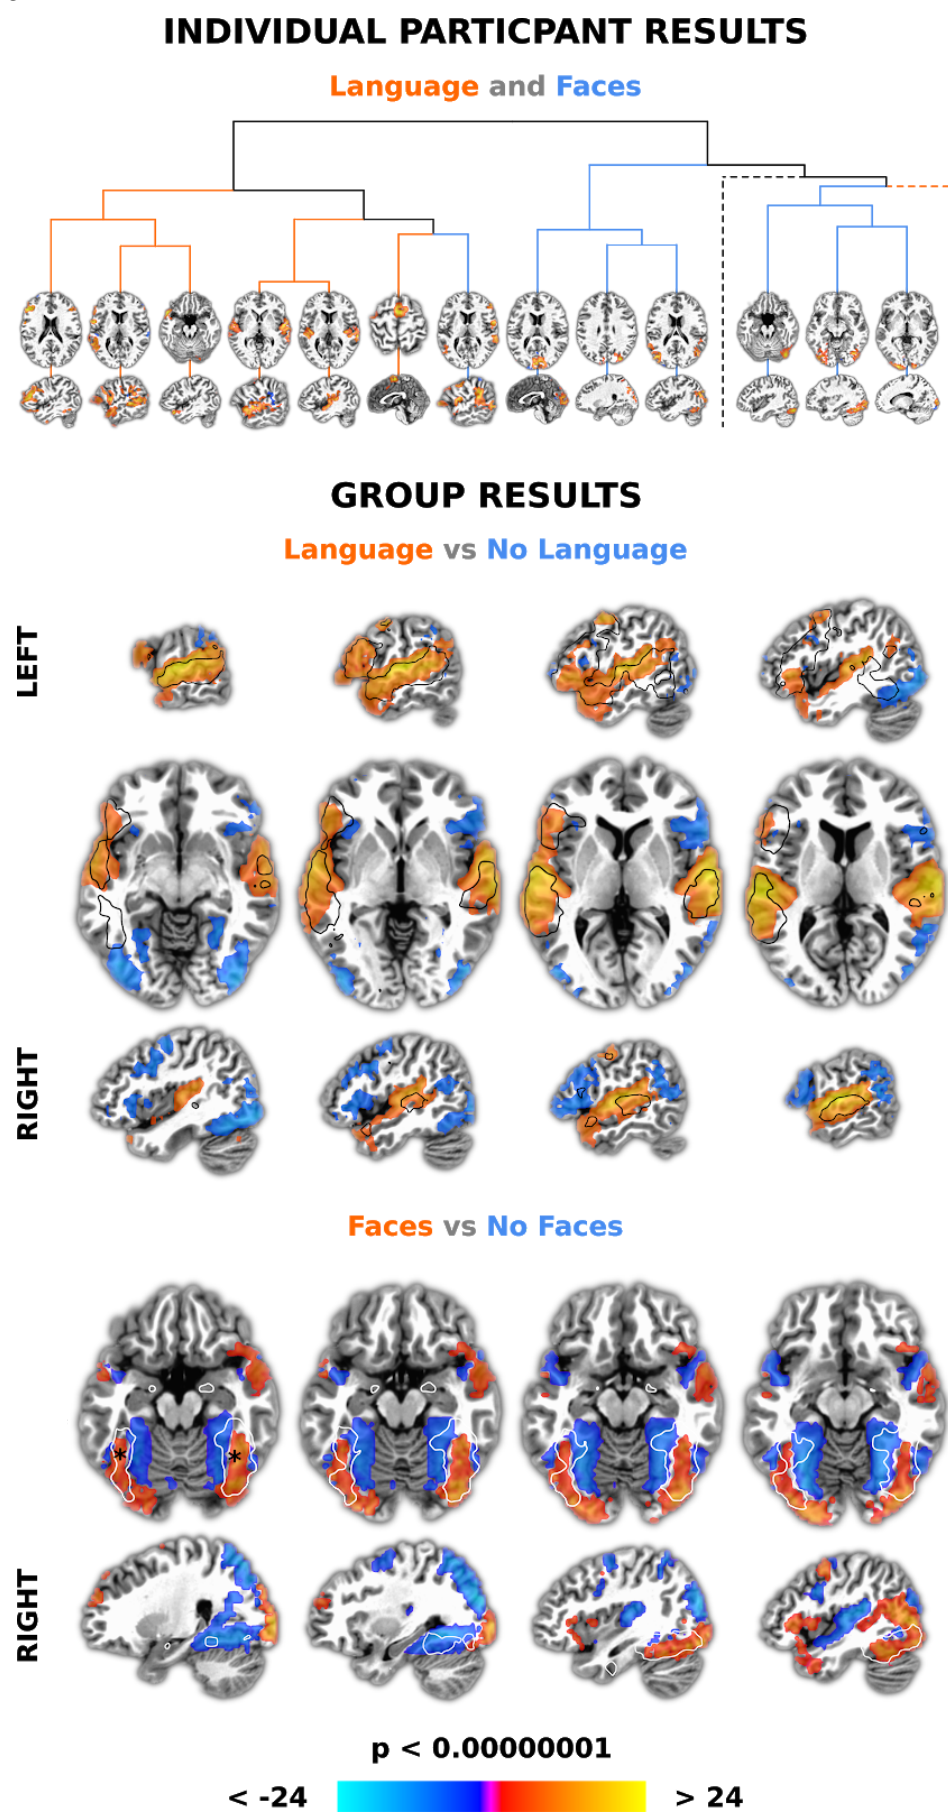 INDIVIDUAL PARTICPANT RESULTS
Language and Faces
GROUP RESULTS
Language vs No Language
LEFT
RIGHT
Faces vs No Faces
*
*
RIGHT
p < 0.00000001
< -24
> 24